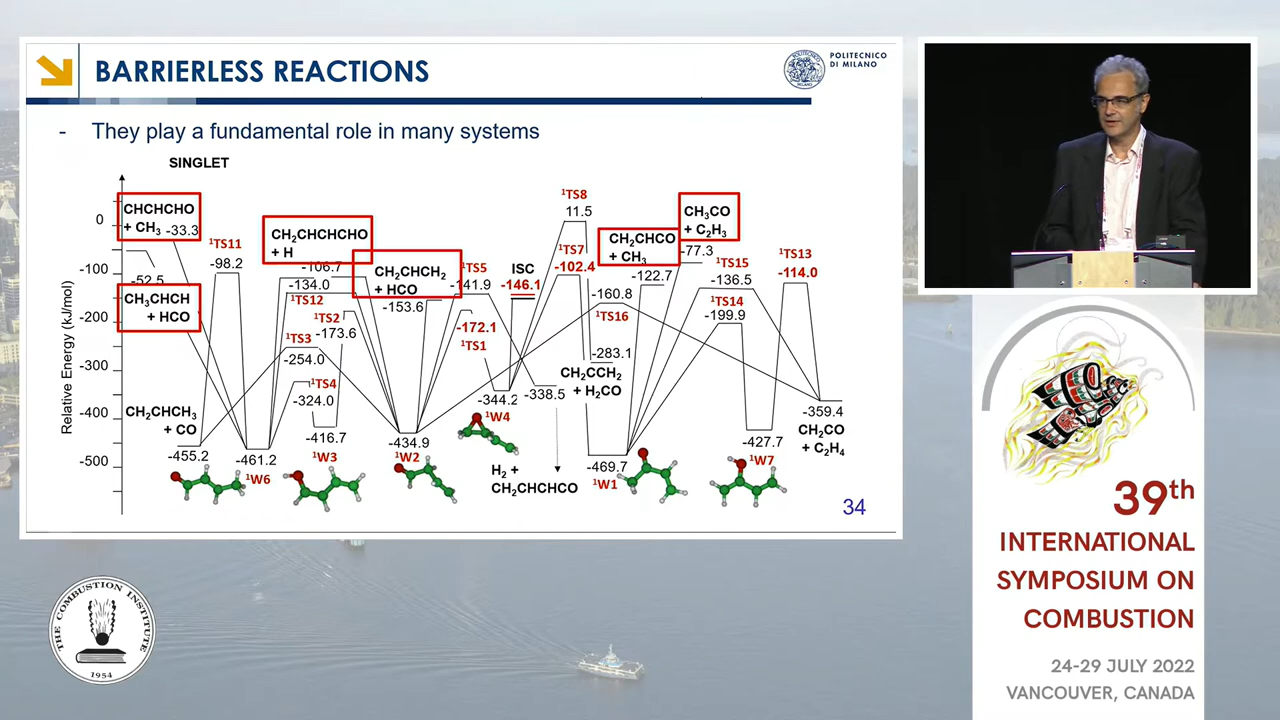 BARRIERLESS REACTIONS
POLITECNICO
DI MILANO
- They play a fundamental role in many systems
SINGLET
Relative Energy (kJ/mol)
0
-100
-200
-300
-400
-500
CHCHCHO
+ CH3 -33.3
-52.5
CH3CHCH
+ HCO
CH2CHCH3
+ CO
-455.2
¹TS11
-98.2
-461.2
¹W6
CH2CHCHCHO
+ H
-106.7
-134.0
¹TS12
¹TS2
-173.6
¹TS3
-254.0
¹TS4
-324.0
-416.7
¹W3
CH2CHCH2
+ HCO
-153.6
-434.9
¹W2
¹TS5
-141.9
-172.1
¹TS1
ISC
-146.1
-344.2
¹W4
-338.5
H2 +
CH2CHCHCO
¹TS8
11.5
¹TS7
-102.4
-160.8
¹TS16
-283.1
CH2CCH2
+ H2CO
-469.7
¹W1
CH2CHCO
+ CH3
-122.7
CH3CO
+ C2H3
-77.3
¹TS15
-136.5
¹TS14
-199.9
-427.7
¹W7
¹TS13
-114.0
-359.4
CH2CO
+ C2H4
34
THE COMBUSTION INSTITUTE
1954
39th
INTERNATIONAL
SYMPOSIUM ON
COMBUSTION
24-29 JULY 2022
VANCOUVER, CANADA